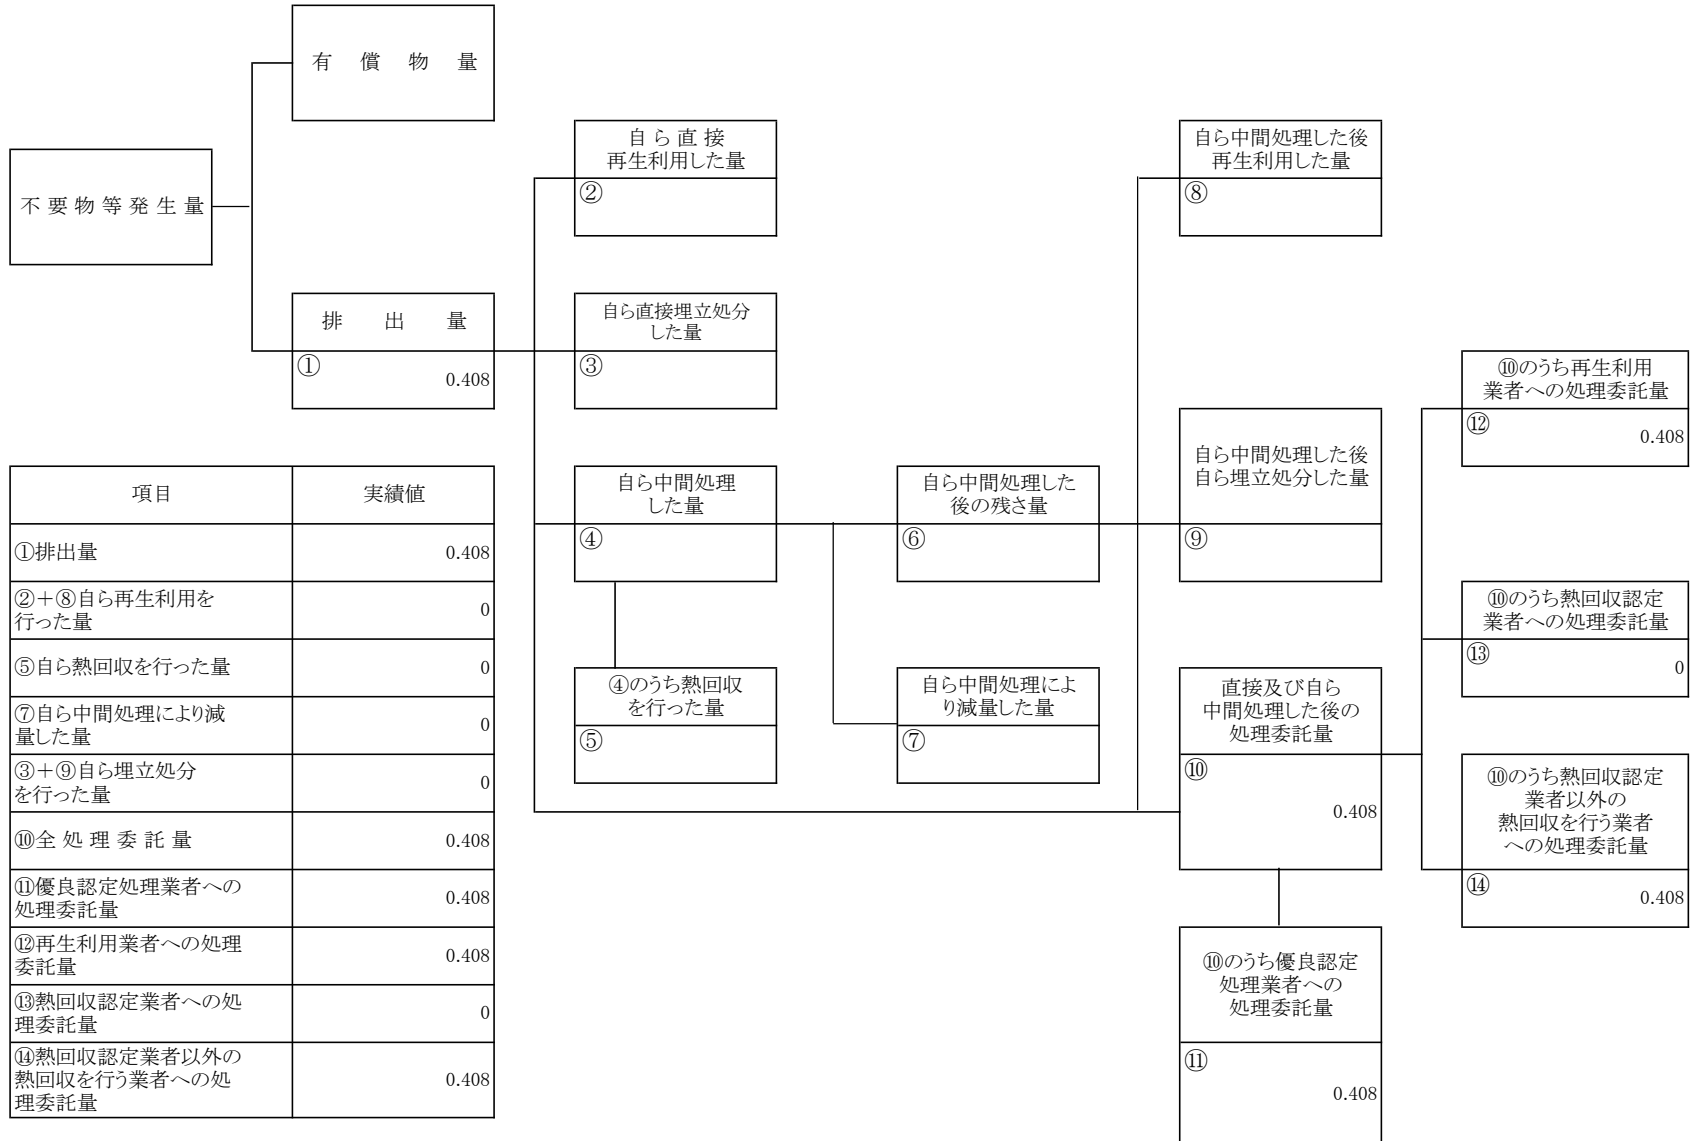 有償物量
自ら直接
再生利用した量
②
自ら中間処理した後
再生利用した量
⑧
不要物等発生量
排出量
①
0.408
自ら直接埋立処分
した量
③
⑩のうち再生利用
業者への処理委託量
⑫
0.408
自ら中間処理
した量
④
自ら中間処理した
後の残さ量
⑥
自ら中間処理した後
自ら埋立処分した量
⑨
⑩のうち熱回収認定
業者への処理委託量
⑬
0
④のうち熱回収
を行った量
⑤
自ら中間処理によ
り減量した量
⑦
直接及び自ら
中間処理した後の
処理委託量
⑩
0.408
⑩のうち熱回収認定
業者以外の
熱回収を行う業者
への処理委託量
⑭
0.408
⑩のうち優良認定
処理業者への
処理委託量
⑪
0.408
項目 実績値
①排出量 0.408
②+⑧自ら再生利用を
行った量 0
⑤自ら熱回収を行った量 0
⑦自ら中間処理により減
量した量 0
③+⑨自ら埋立処分
を行った量 0
⑩全処理委託量 0.408
⑪優良認定処理業者への
処理委託量 0.408
⑫再生利用業者への処理
委託量 0.408
⑬熱回収認定業者への処
理委託量 0
⑭熱回収認定業者以外の
熱回収を行う業者への処
理委託量 0.408